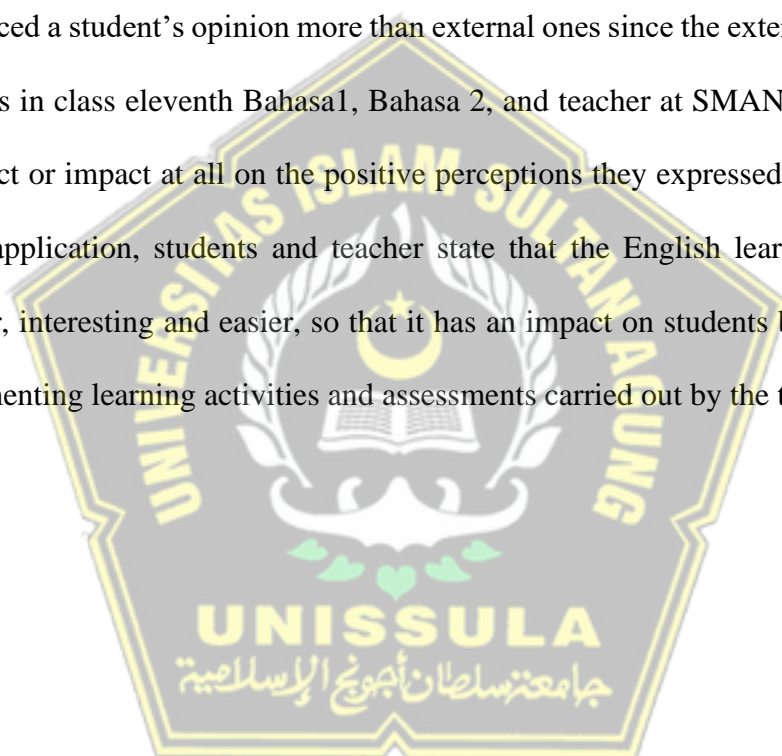 ced a student’s opinion more than external ones since the exter
s in class eleventh Bahasa1, Bahasa 2, and teacher at SMAN
ct or impact at all on the positive perceptions they expressed
application, students and teacher state that the English lear
, interesting and easier, so that it has an impact on students b
enting learning activities and assessments carried out by the t
UNIVERSITAS ISLAM SULTAN AGUNG
UNISSULA
جامعة سلطان أجونج الإسلامية